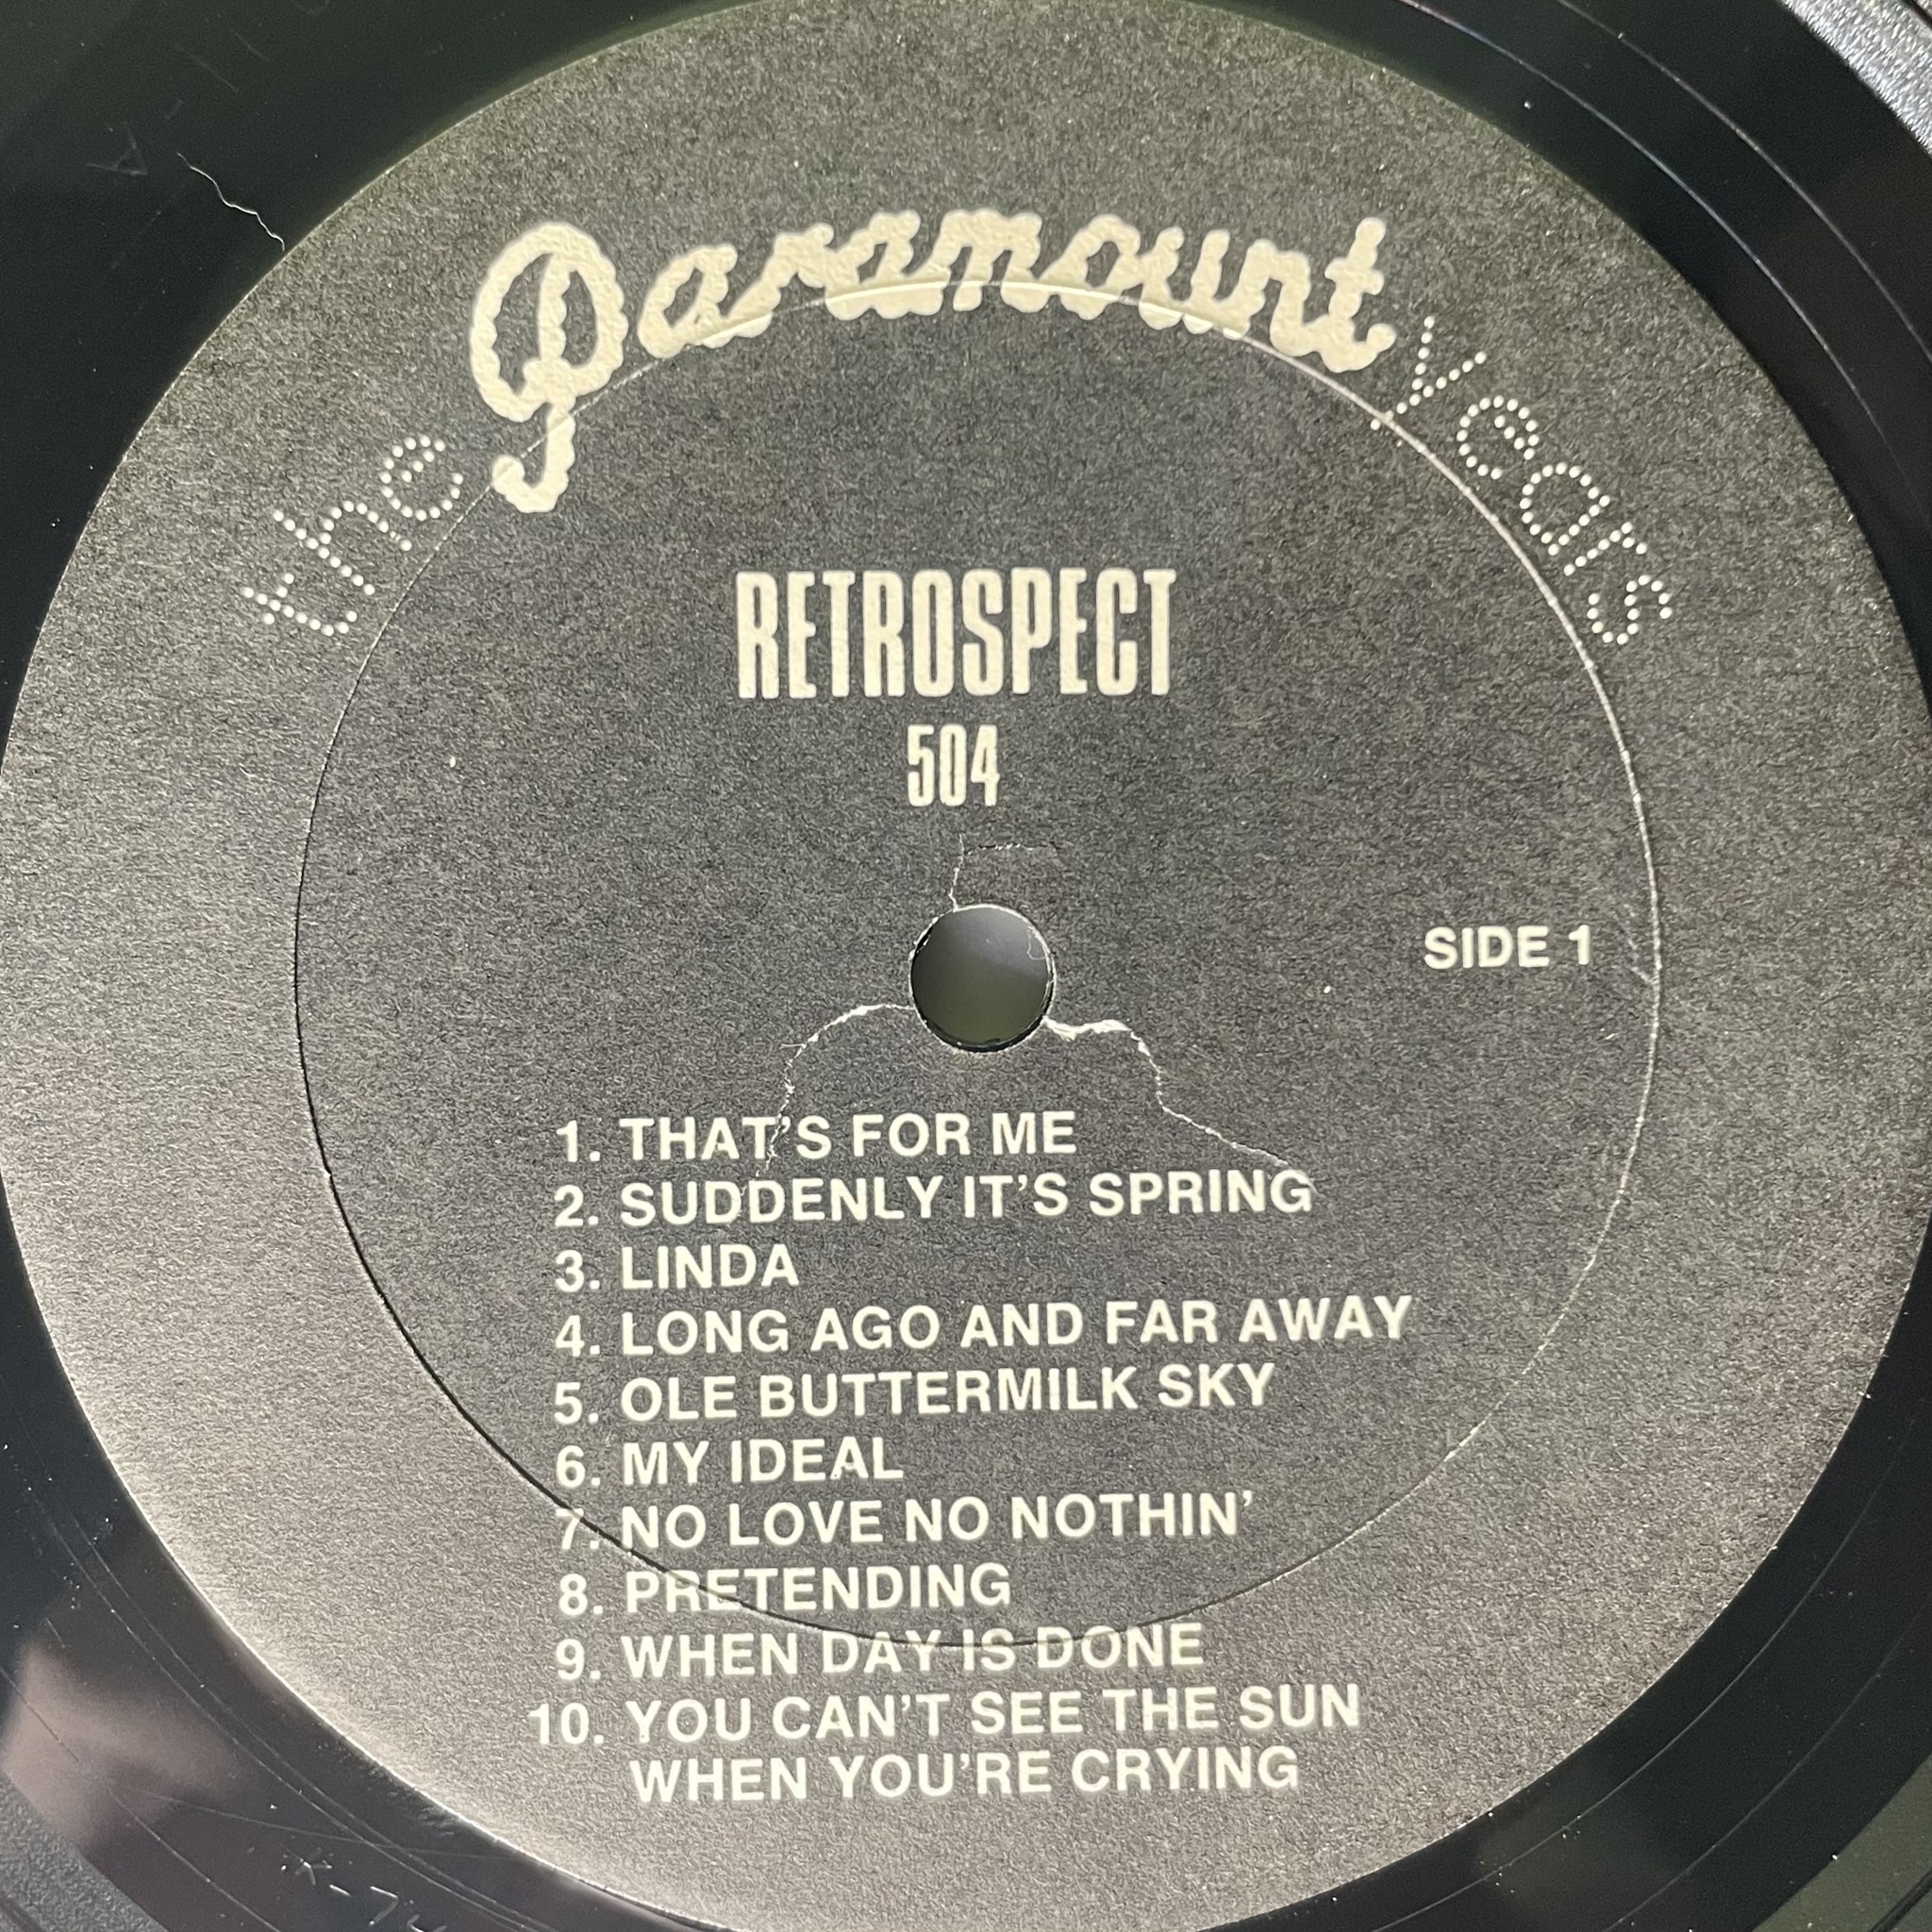 the Paramount years
RETROSPECT
504
SIDE 1
1. THAT'S FOR ME
2. SUDDENLY IT'S SPRING
3. LINDA
4. LONG AGO AND FAR AWAY
5. OLE BUTTERMILK SKY
6. MY IDEAL
7. NO LOVE NO NOTHIN'
8. PRETENDING
9. WHEN DAY IS DONE
10. YOU CAN'T SEE THE SUN
WHEN YOU'RE CRYING